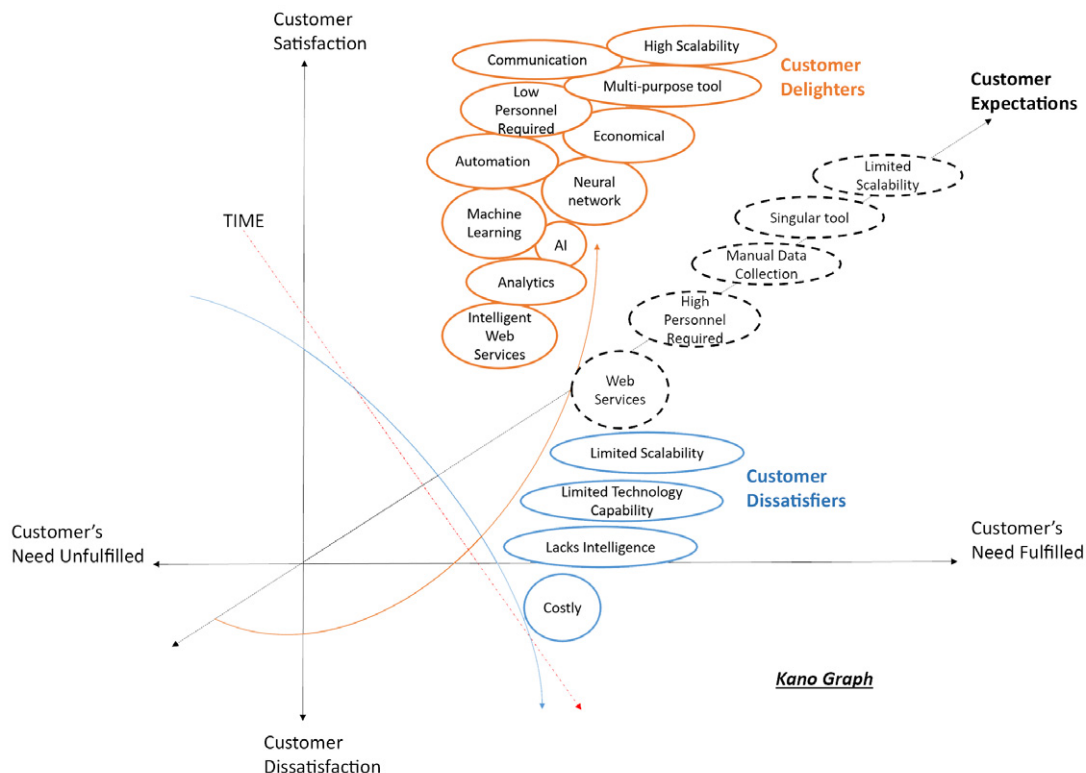 Customer
Satisfaction
High Scalability
Communication
Customer
Delighters
Multi-purpose tool
Low
Personnel
Required
Customer
Expectations
Economical
Automation
Limited
Scalability
Neural
network
Machine
Learning
TIME
Singular tool
AI
Manual Data
Collection
Analytics
High
Personnel
Required
Intelligent
Web
Services
Web
Services
Limited Scalability
Customer
Dissatisfiers
Limited Technology
Capability
Customer's
Need Unfulfilled
Lacks Intelligence
Customer's
Need Fulfilled
Costly
Kano Graph
Customer
Dissatisfaction